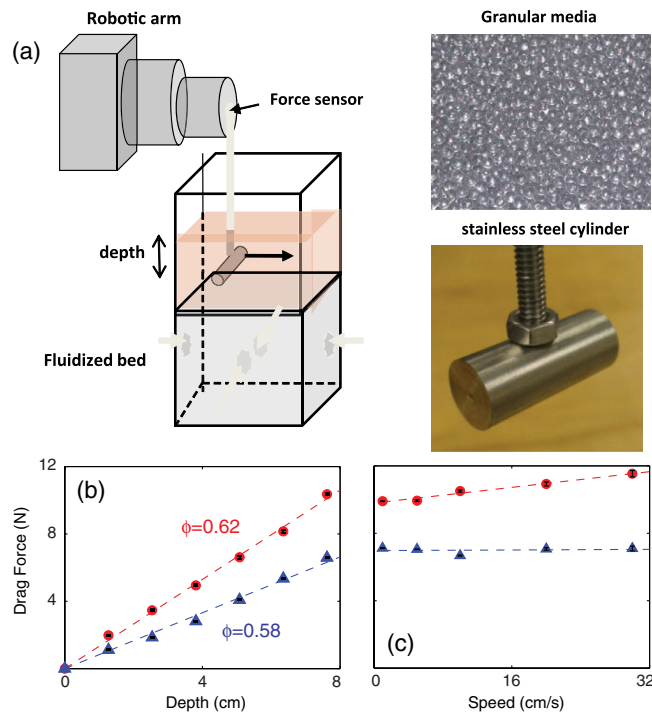 Robotic arm
(a)
Force sensor
depth
Fluidized bed
Granular media
stainless steel cylinder
12
8
4
0
Drag Force (N)
(b)
ϕ=0.62
ϕ=0.58
0 4 8
Depth (cm)
(c)
0 16 32
Speed (cm/s)